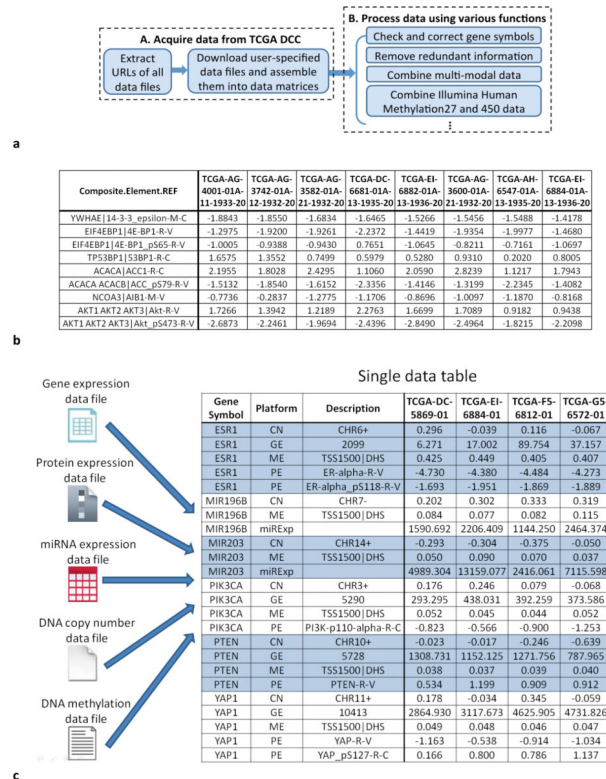 A. Acquire data from TCGA DCC
Extract
URLs of all
data files
Download user-specified
data files and assemble
them into data matrices
B. Process data using various functions
Check and correct gene symbols
Remove redundant information
Combine multi-modal data
Combine Illumina Human
Methylation27 and 450 data
⋮
a
Composite.Element.REF TCGA-AG- TCGA-AG- TCGA-AG- TCGA-DC- TCGA-EI- TCGA-AG- TCGA-AH- TCGA-EI-
4001-01A- 3742-01A- 3582-01A- 6681-01A- 6882-01A- 3600-01A- 6547-01A- 6884-01A-
11-1933-20 12-1932-20 21-1932-20 13-1935-20 13-1936-20 21-1932-20 13-1935-20 13-1936-20
YWHAE|14-3-3_epsilon-M-C -1.8843 -1.8550 -1.6834 -1.6465 -1.5266 -1.5456 -1.5488 -1.4178
EIF4EBP1|4E-BP1-R-V -1.2975 -1.9200 -1.9261 -2.2372 -1.4419 -1.9354 -1.9977 -1.4680
EIF4EBP1|4E-BP1_pS65-R-V -1.0005 -0.9388 -0.9430 0.7651 -1.0645 -0.8211 -0.7161 -1.0697
TP53BP1|53BP1-R-C 1.6575 1.3552 0.7499 0.5979 0.5280 0.9310 0.2020 0.8005
ACACA|ACC1-R-C 2.1955 1.8028 2.4295 1.1060 2.0590 2.8239 1.1217 1.7943
ACACA ACACB|ACC_pS79-R-V -1.5132 -1.8540 -1.6152 -2.3356 -1.4146 -1.3199 -2.2345 -1.4082
NCOA3|AIB1-M-V -0.7736 -0.2837 -1.2775 -1.1706 -0.8696 -1.0097 -1.1870 -0.8168
AKT1 AKT2 AKT3|Akt-R-V 1.7266 1.3942 1.2189 2.2763 1.6699 1.7089 0.9182 0.9438
AKT1 AKT2 AKT3|Akt_pS473-R-V -2.6873 -2.2461 -1.9694 -2.4396 -2.8490 -2.4964 -1.8215 -2.2098
b
Gene expression
data file
Protein expression
data file
miRNA expression
data file
DNA copy number
data file
DNA methylation
data file
Single data table
Gene Symbol Platform Description TCGA-DC- TCGA-EI- TCGA-F5- TCGA-G5-
5869-01 6884-01 6812-01 6572-01
ESR1 CN CHR6+ 0.296 -0.039 0.116 -0.067
ESR1 GE 2099 6.271 17.002 89.754 37.157
ESR1 ME TSS1500|DHS 0.425 0.449 0.405 0.407
ESR1 PE ER-alpha-R-V -4.730 -4.380 -4.484 -4.273
ESR1 PE ER-alpha_pS118-R-V -1.693 -1.951 -1.869 -1.889
MIR196B CN CHR7- 0.202 0.302 0.333 0.319
MIR196B ME TSS1500|DHS 0.084 0.077 0.082 0.115
MIR196B miRExp 1590.692 2206.409 1144.250 2464.374
MIR203 CN CHR14+ -0.293 -0.304 -0.375 -0.050
MIR203 ME TSS1500|DHS 0.050 0.090 0.070 0.037
MIR203 miRExp 4989.304 13159.077 2416.061 7115.598
PIK3CA CN CHR3+ 0.176 0.246 0.079 -0.068
PIK3CA GE 5290 293.295 438.031 392.259 373.586
PIK3CA ME TSS1500|DHS 0.052 0.045 0.044 0.052
PIK3CA PE PI3K-p110-alpha-R-C -0.823 -0.566 -0.900 -1.253
PTEN CN CHR10+ -0.023 -0.017 -0.246 -0.639
PTEN GE 5728 1308.731 1152.125 1271.756 787.965
PTEN ME TSS1500|DHS 0.038 0.037 0.039 0.040
PTEN PE PTEN-R-V 0.534 1.199 0.909 0.912
YAP1 CN CHR11+ 0.178 -0.034 0.345 -0.059
YAP1 GE 10413 2864.930 3117.673 4625.905 4731.826
YAP1 ME TSS1500|DHS 0.049 0.048 0.046 0.047
YAP1 PE YAP-R-V -1.163 -0.538 -0.914 -1.034
YAP1 PE YAP_pS127-R-C 0.166 0.800 0.786 1.137
c